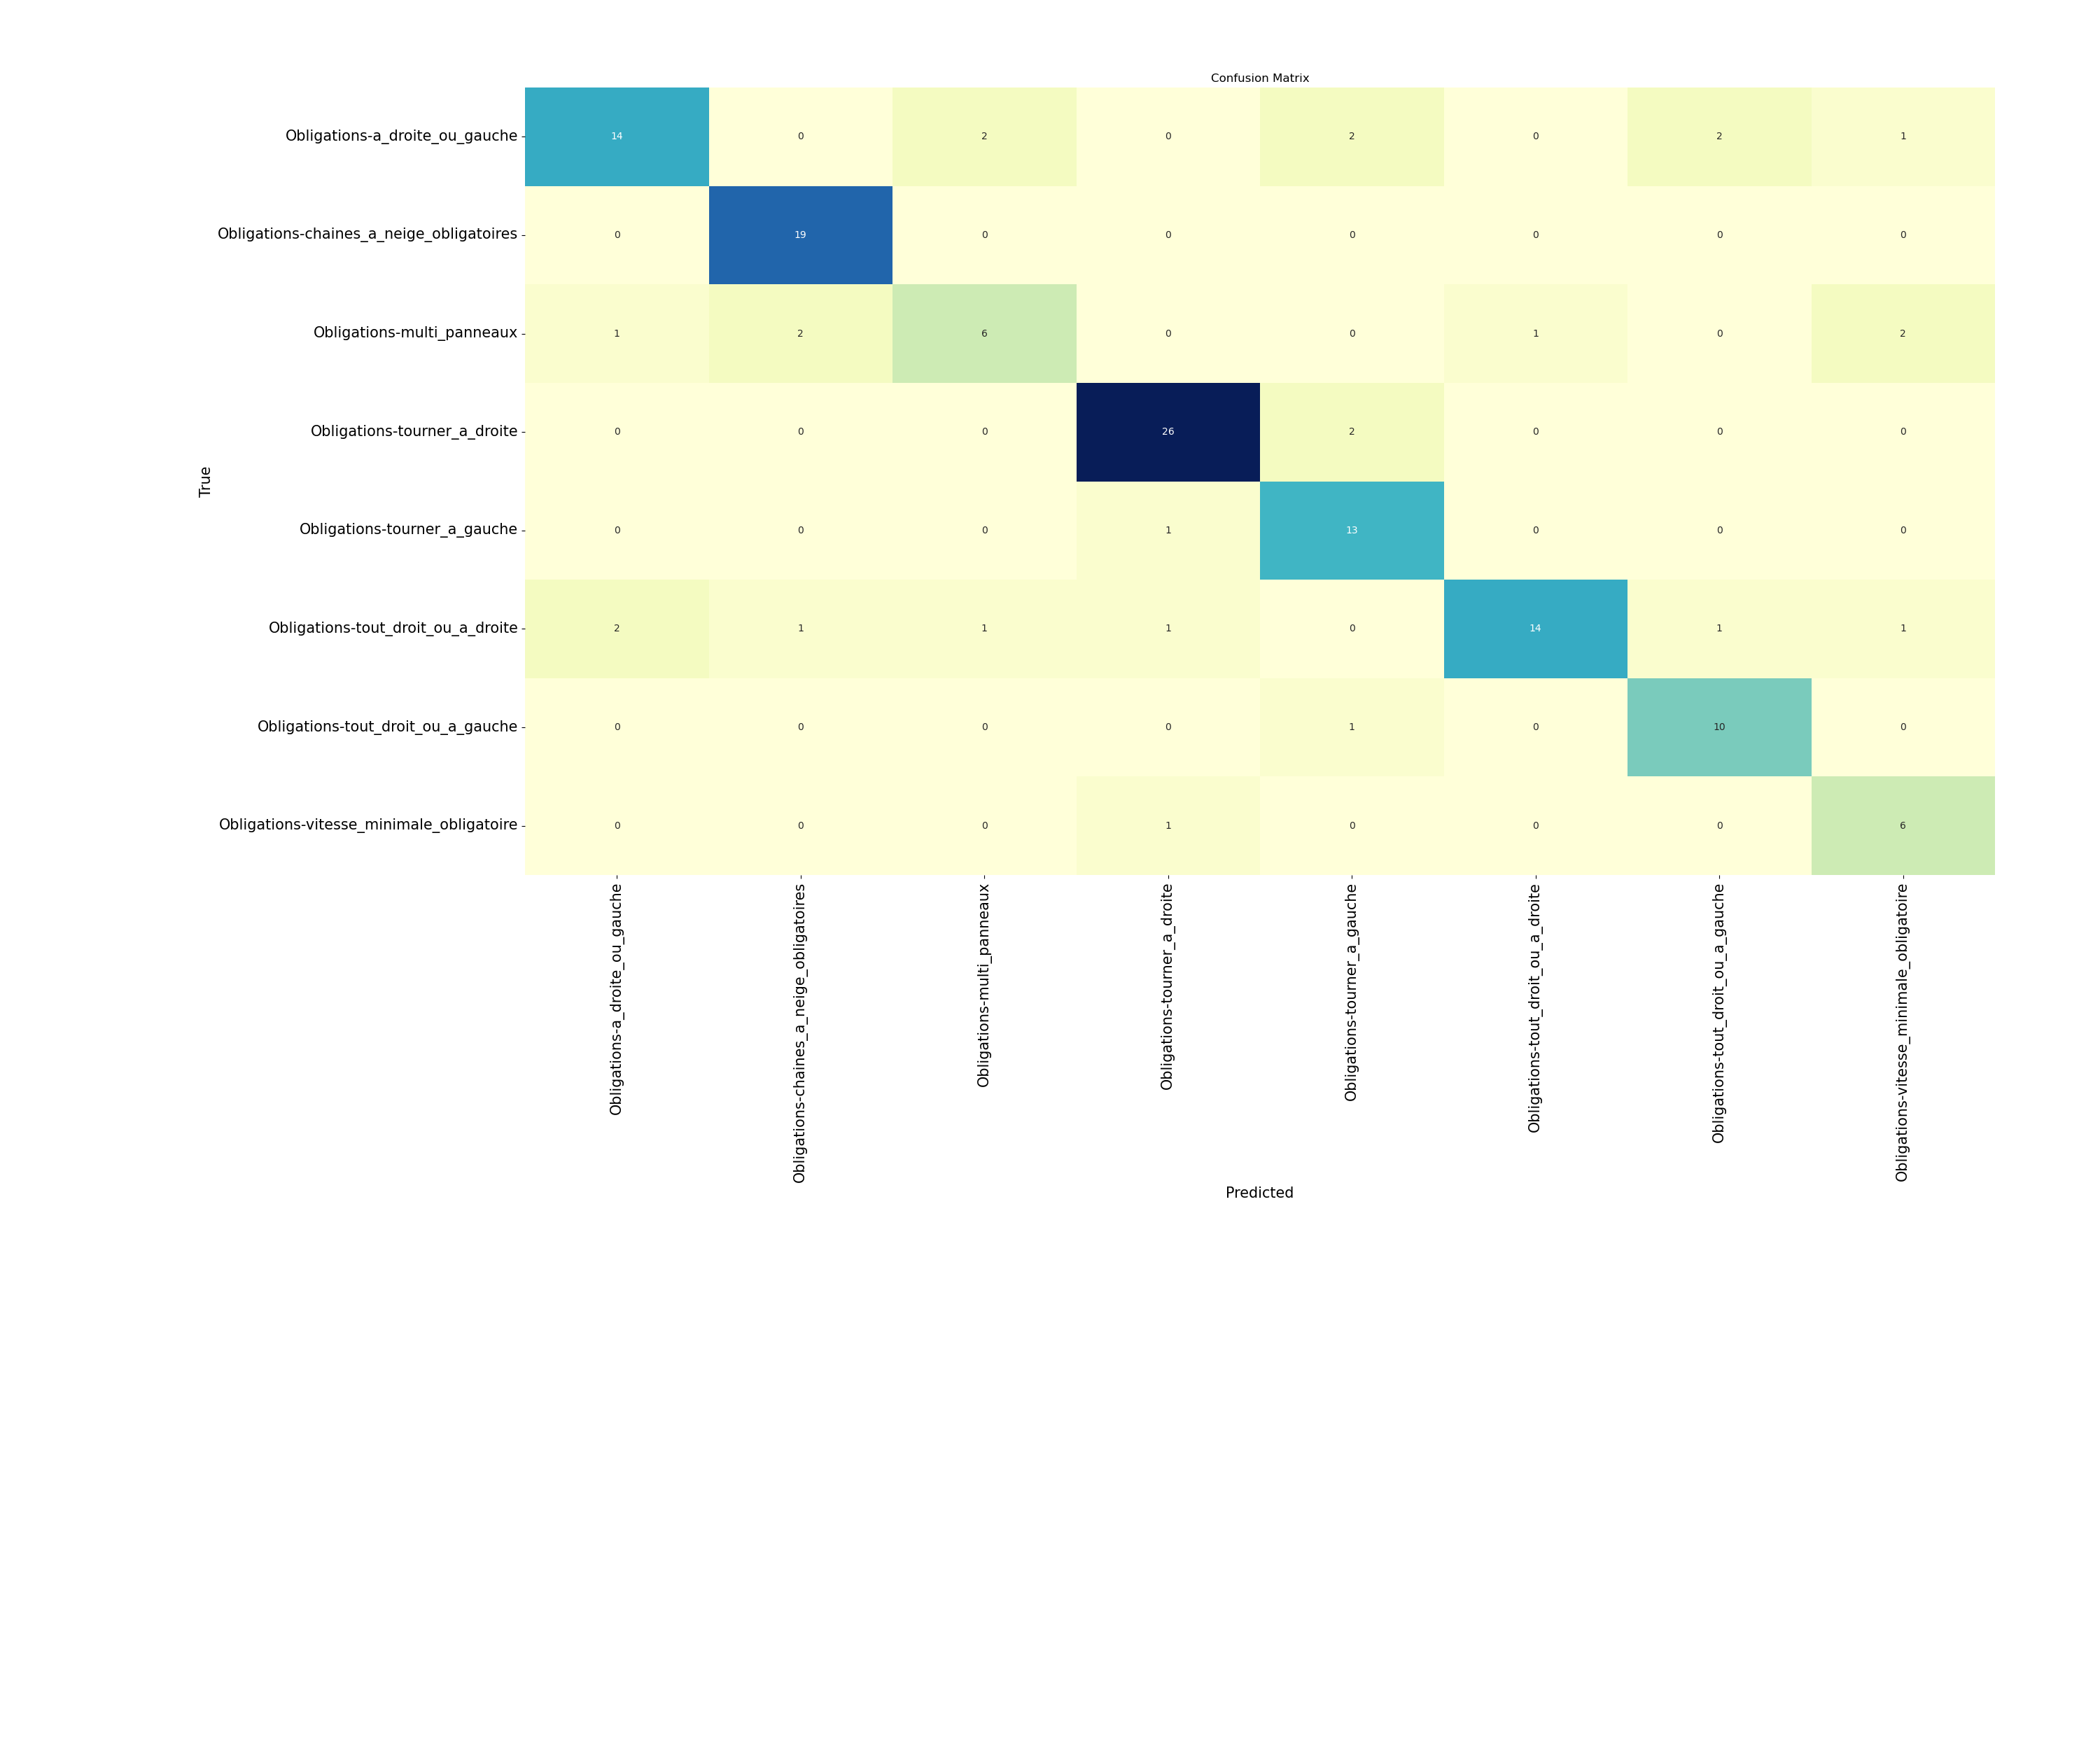 Confusion Matrix
Obligations-a_droite_ou_gauche 14 0 2 0 2 0 2 1
Obligations-chaines_a_neige_obligatoires 0 19 0 0 0 0 0 0
Obligations-multi_panneaux 1 2 6 0 0 1 0 2
Obligations-tourner_a_droite 0 0 0 26 2 0 0 0
True
Obligations-tourner_a_gauche 0 0 0 1 13 0 0 0
Obligations-tout_droit_ou_a_droite 2 1 1 1 0 14 1 1
Obligations-tout_droit_ou_a_gauche 0 0 0 0 1 0 10 0
Obligations-vitesse_minimale_obligatoire 0 0 0 1 0 0 0 6
Obligations-a_droite_ou_gauche
Obligations-chaines_a_neige_obligatoires
Obligations-multi_panneaux
Obligations-tourner_a_droite
Obligations-tourner_a_gauche
Obligations-tout_droit_ou_a_droite
Obligations-tout_droit_ou_a_gauche
Obligations-vitesse_minimale_obligatoire
Predicted